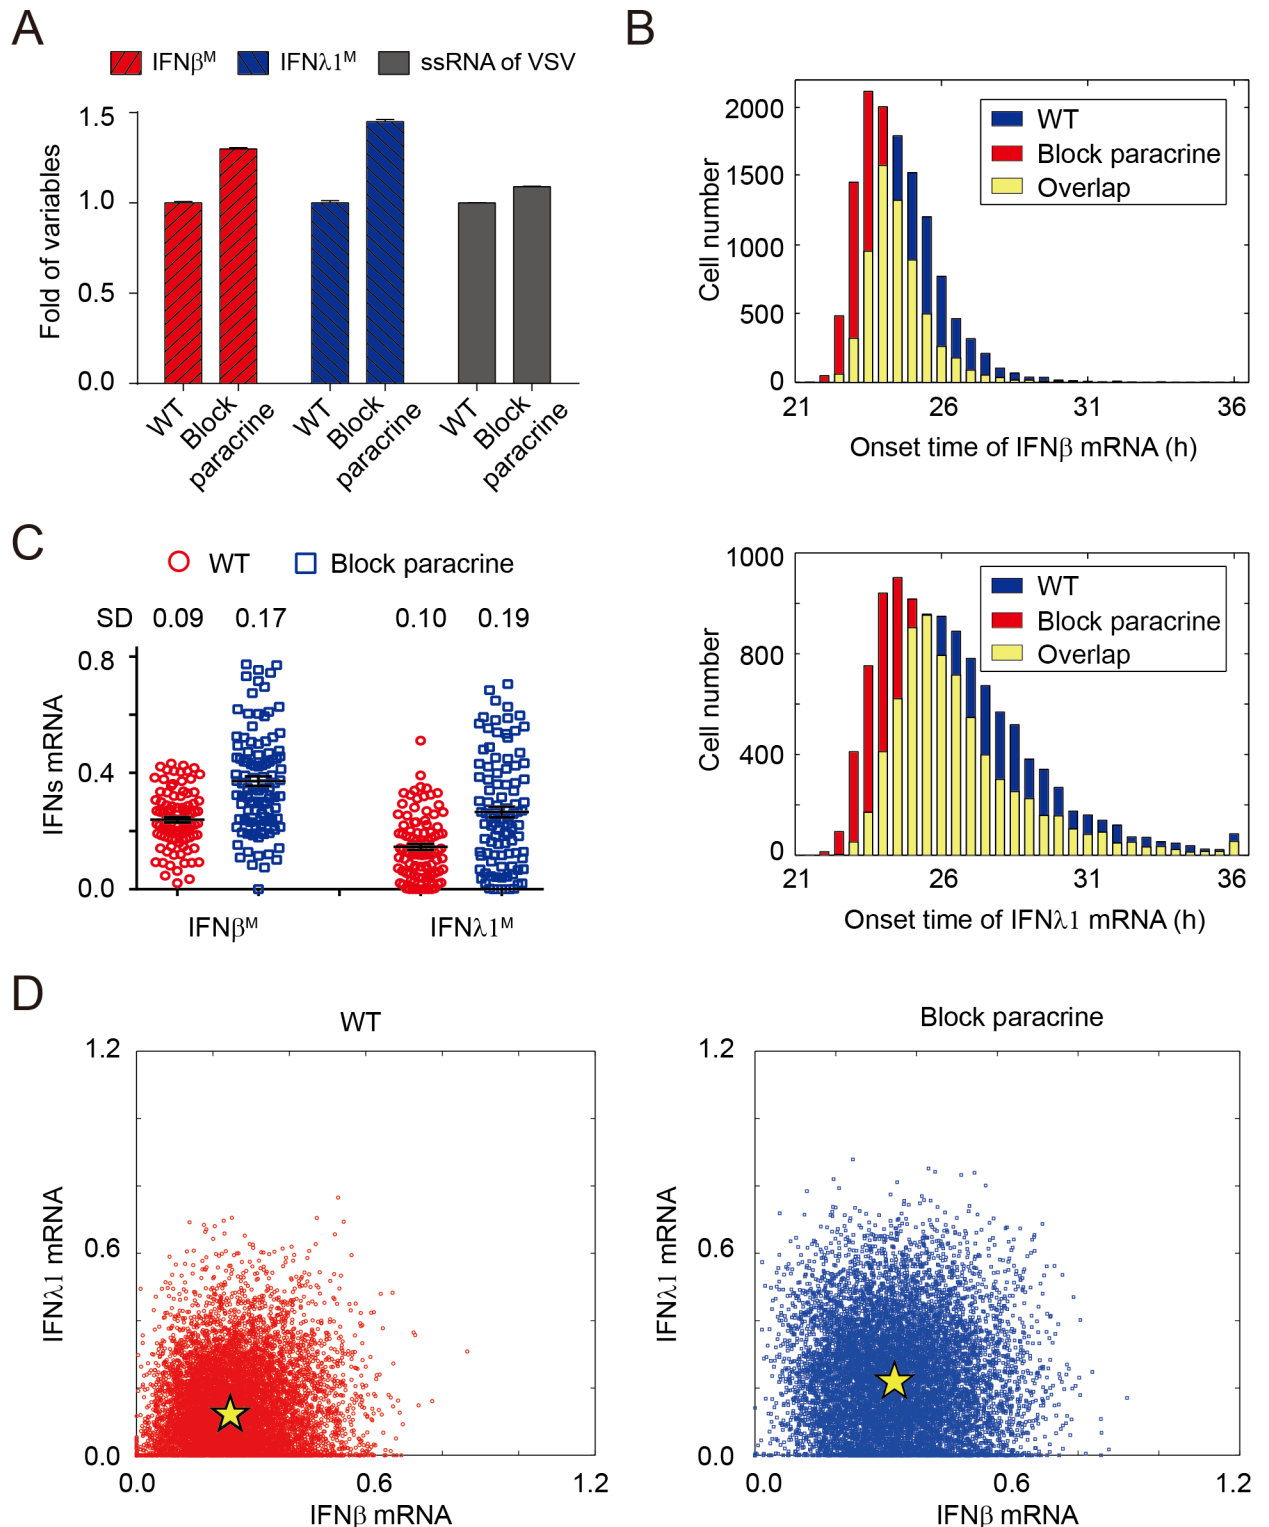 A
IFNβᴹ IFNλ1ᴹ ssRNA of VSV
Fold of variables
1.5
1.0
0.5
0.0
WT
Block paracrine
WT
Block paracrine
WT
Block paracrine
B
Cell number
2000
1500
1000
500
0
WT
Block paracrine
Overlap
21 26 31 36
Onset time of IFNβ mRNA (h)
Cell number
1000
800
400
0
WT
Block paracrine
Overlap
21 26 31 36
Onset time of IFNλ1 mRNA (h)
C
WT Block paracrine
SD 0.09 0.17 0.10 0.19
IFNs mRNA
0.8
0.4
0.0
IFNβᴹ IFNλ1ᴹ
D
WT
IFNλ1 mRNA
1.2
0.6
0.0
0.0 0.6 1.2
IFNβ mRNA
Block paracrine
IFNλ1 mRNA
1.2
0.6
0.0
0.0 0.6 1.2
IFNβ mRNA